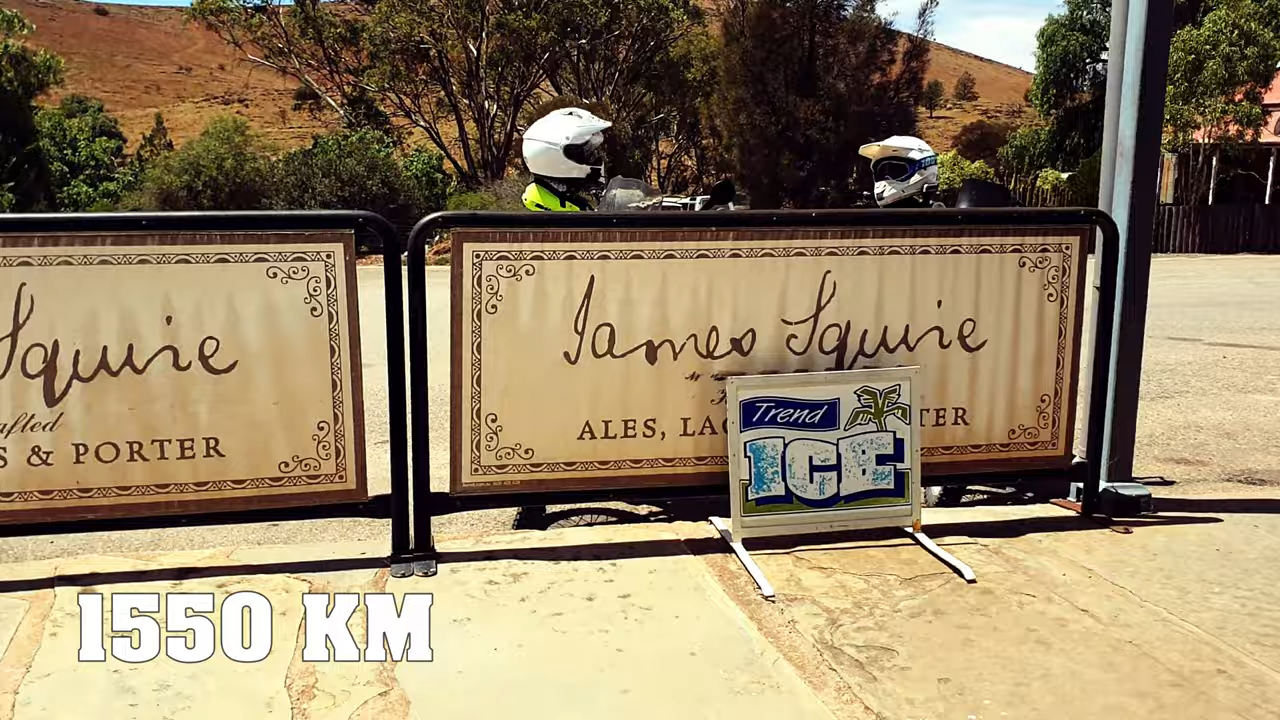 Squire
afted
S & PORTER
James Squire
ALES, LAG
TER
Trend
ICE
1550 KM